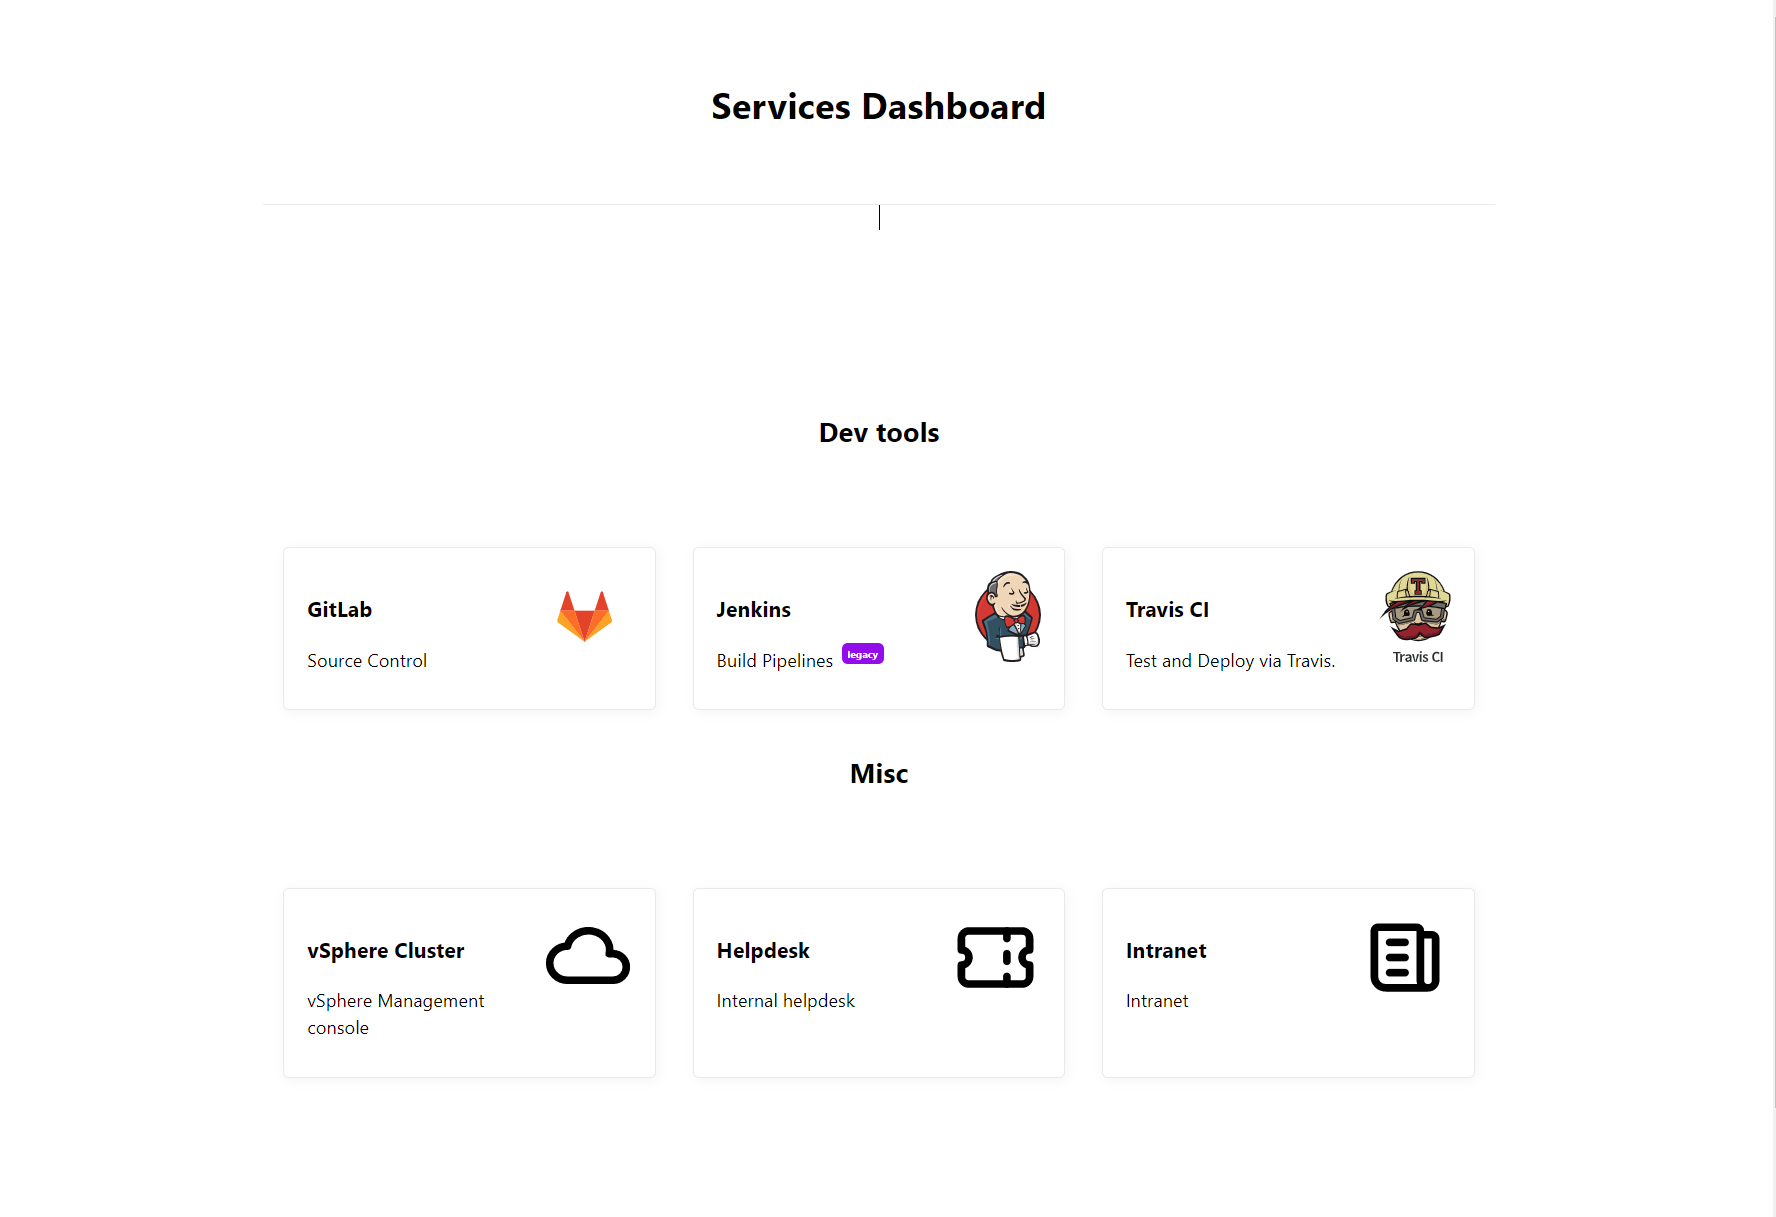 Services Dashboard
Dev tools
GitLab
Source Control
Jenkins
Build Pipelines legacy
Travis CI
Test and Deploy via Travis.
T
Travis CI
Misc
vSphere Cluster
vSphere Management
console
Helpdesk
Internal helpdesk
Intranet
Intranet